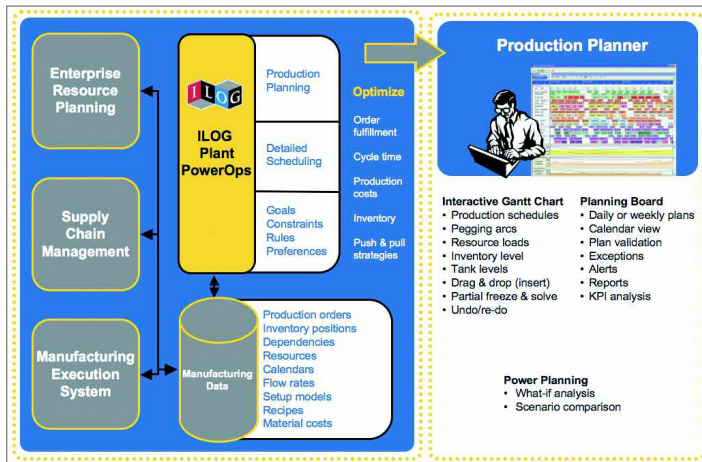 Enterprise
Resource
Planning
Supply
Chain
Management
Manufacturing
Execution
System
ILOG
ILOG
Plant
PowerOps
Production
Planning
Detailed
Scheduling
Goals
Constraints
Rules
Preferences
Optimize
Order
fulfillment
Cycle time
Production
costs
Inventory
Push & pull
strategies
Manufacturing
Data
Production orders
Inventory positions
Dependencies
Resources
Calendars
Flow rates
Setup models
Recipes
Material costs
Production Planner
Interactive Gantt Chart
• Production schedules
• Pegging arcs
• Resource loads
• Inventory level
• Tank levels
• Drag & drop (insert)
• Partial freeze & solve
• Undo/re-do
Planning Board
• Daily or weekly plans
• Calendar view
• Plan validation
• Exceptions
• Alerts
• Reports
• KPI analysis
Power Planning
• What-if analysis
• Scenario comparison